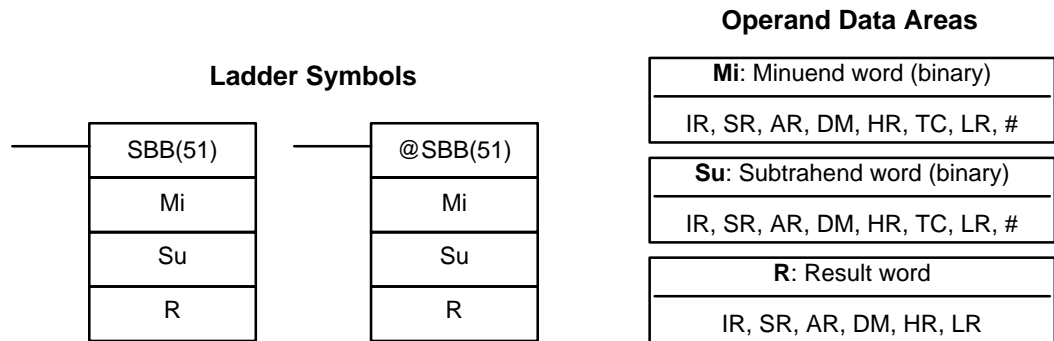 Ladder Symbols
SBB(51)
Mi
Su
R
@SBB(51)
Mi
Su
R
Operand Data Areas
Mi: Minuend word (binary)
IR, SR, AR, DM, HR, TC, LR, #
Su: Subtrahend word (binary)
IR, SR, AR, DM, HR, TC, LR, #
R: Result word
IR, SR, AR, DM, HR, LR